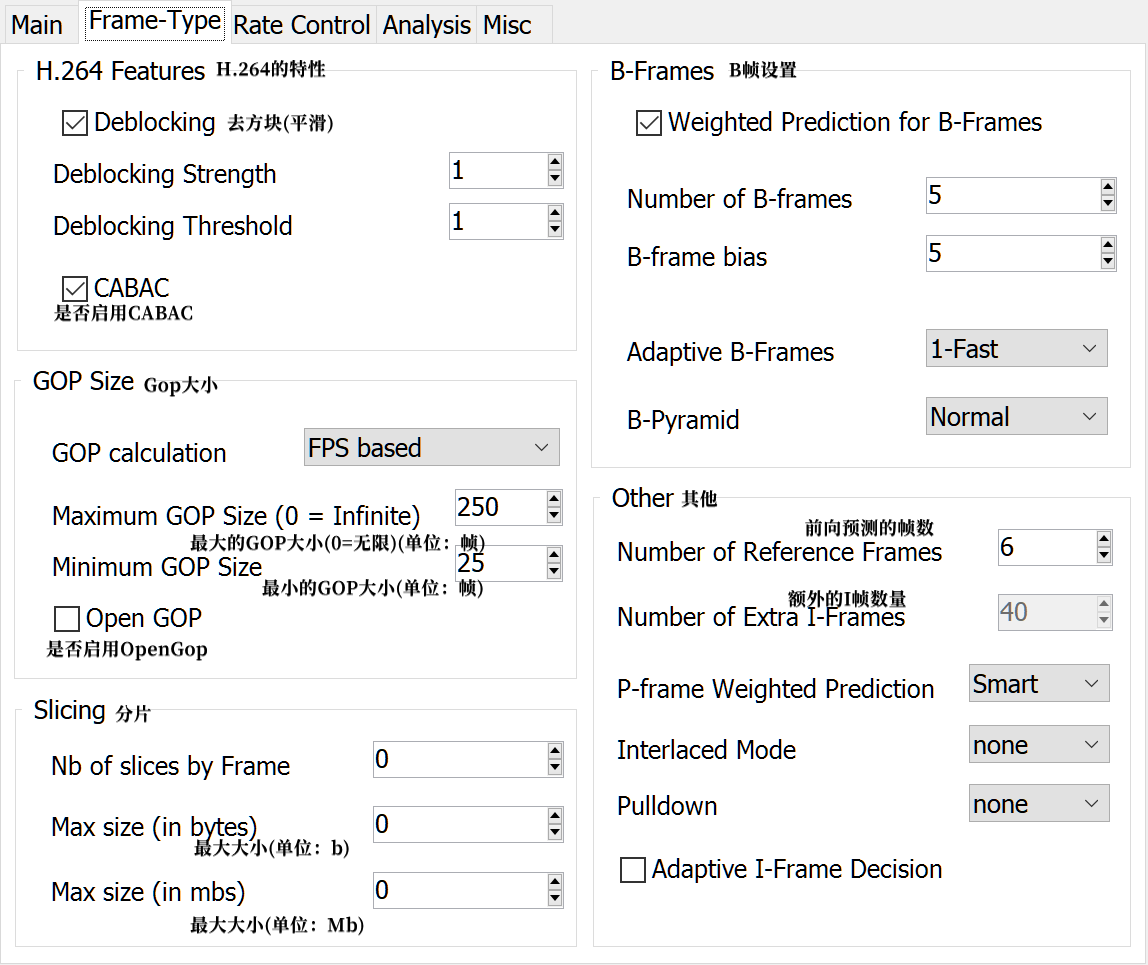 Main Frame-Type Rate Control Analysis Misc
H.264 Features H.264的特性
Deblocking 去方块(平滑)
Deblocking Strength 1
Deblocking Threshold 1
CABAC
是否启用CABAC
GOP Size Gop大小
GOP calculation FPS based
Maximum GOP Size (0 = Infinite) 250
最大的GOP大小(0=无限)(单位：帧)
Minimum GOP Size 25
最小的GOP大小(单位：帧)
Open GOP
是否启用OpenGop
Slicing 分片
Nb of slices by Frame 0
Max size (in bytes) 0
最大大小(单位：b)
Max size (in mbs) 0
最大大小(单位：Mb)
B-Frames B帧设置
Weighted Prediction for B-Frames
Number of B-frames 5
B-frame bias 5
Adaptive B-Frames 1-Fast
B-Pyramid Normal
Other 其他
前向预测的帧数
Number of Reference Frames 6
额外的I帧数量
Number of Extra I-Frames 40
P-frame Weighted Prediction Smart
Interlaced Mode none
Pulldown none
Adaptive I-Frame Decision